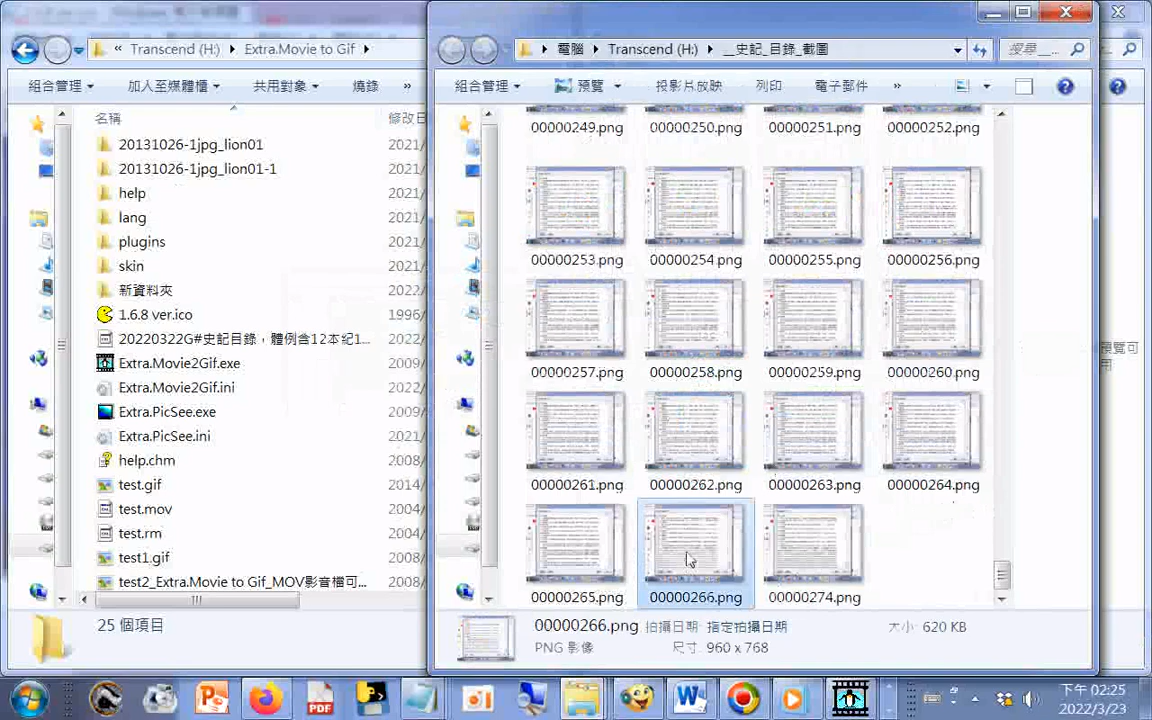 « Transcend (H:) ▸ Extra.Movie to Gif ▸
組合管理 ▾ 加入至媒體櫃 ▾ 共用對象 ▾ 燒錄 »
名稱 修改日
20131026-1jpg_lion01 2021/
20131026-1jpg_lion01-1 2021/
help 2021/
lang 2021/
plugins 2021/
skin 2021/
新資料夾 2022/
1.6.8 ver.ico 1996/
20220322G#史記目錄，體例含12本纪1... 2022/
Extra.Movie2Gif.exe 2009/
Extra.Movie2Gif.ini 2022/
Extra.PicSee.exe 2009/
Extra.PicSee.ini 2021/
help.chm 2008/
test.gif 2014/
test.mov 2004/
test.rm 2004/
test1.gif 2008/
test2_Extra.Movie to Gif_MOV影音檔可... 2008/
25 個項目
▸ 電腦 ▸ Transcend (H:) ▸ __史記_目錄_截圖
搜尋 __...
組合管理 ▾ 預覽 ▾ 投影片放映 列印 電子郵件 »
00000249.png 00000250.png 00000251.png 00000252.png
00000253.png 00000254.png 00000255.png 00000256.png
00000257.png 00000258.png 00000259.png 00000260.png
00000261.png 00000262.png 00000263.png 00000264.png
00000265.png 00000266.png 00000274.png
00000266.png 拍攝日期: 指定拍攝日期 大小: 620 KB
PNG 影像 尺寸: 960 x 768
預覽可
用
PDF
下午 02:25
2022/3/23